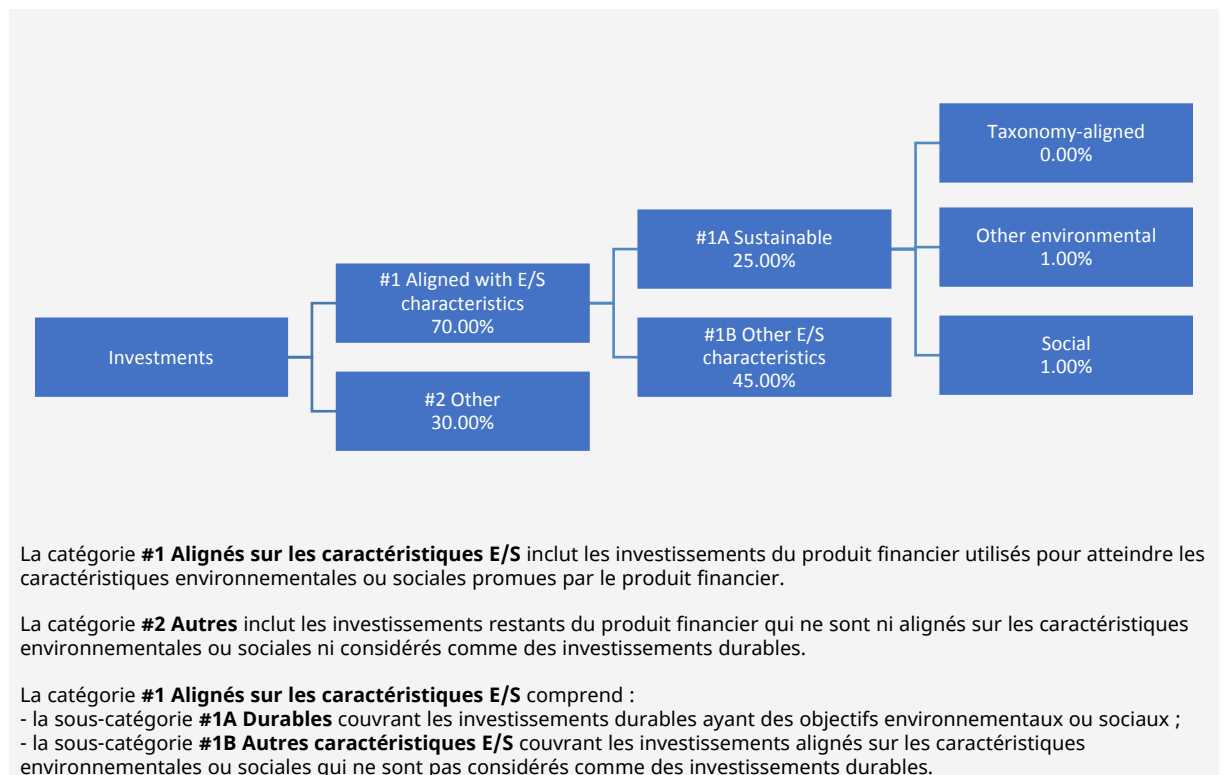 Taxonomy-aligned
0.00%
#1A Sustainable
25.00%
Other environmental
1.00%
#1 Aligned with E/S
characteristics
70.00%
Investments
#1B Other E/S
characteristics
45.00%
Social
1.00%
#2 Other
30.00%
La catégorie #1 Alignés sur les caractéristiques E/S inclut les investissements du produit financier utilisés pour atteindre les
caractéristiques environnementales ou sociales promues par le produit financier.
La catégorie #2 Autres inclut les investissements restants du produit financier qui ne sont ni alignés sur les caractéristiques
environnementales ou sociales ni considérés comme des investissements durables.
La catégorie #1 Alignés sur les caractéristiques E/S comprend :
- la sous-catégorie #1A Durables couvrant les investissements durables ayant des objectifs environnementaux ou sociaux ;
- la sous-catégorie #1B Autres caractéristiques E/S couvrant les investissements alignés sur les caractéristiques
environnementales ou sociales qui ne sont pas considérés comme des investissements durables.